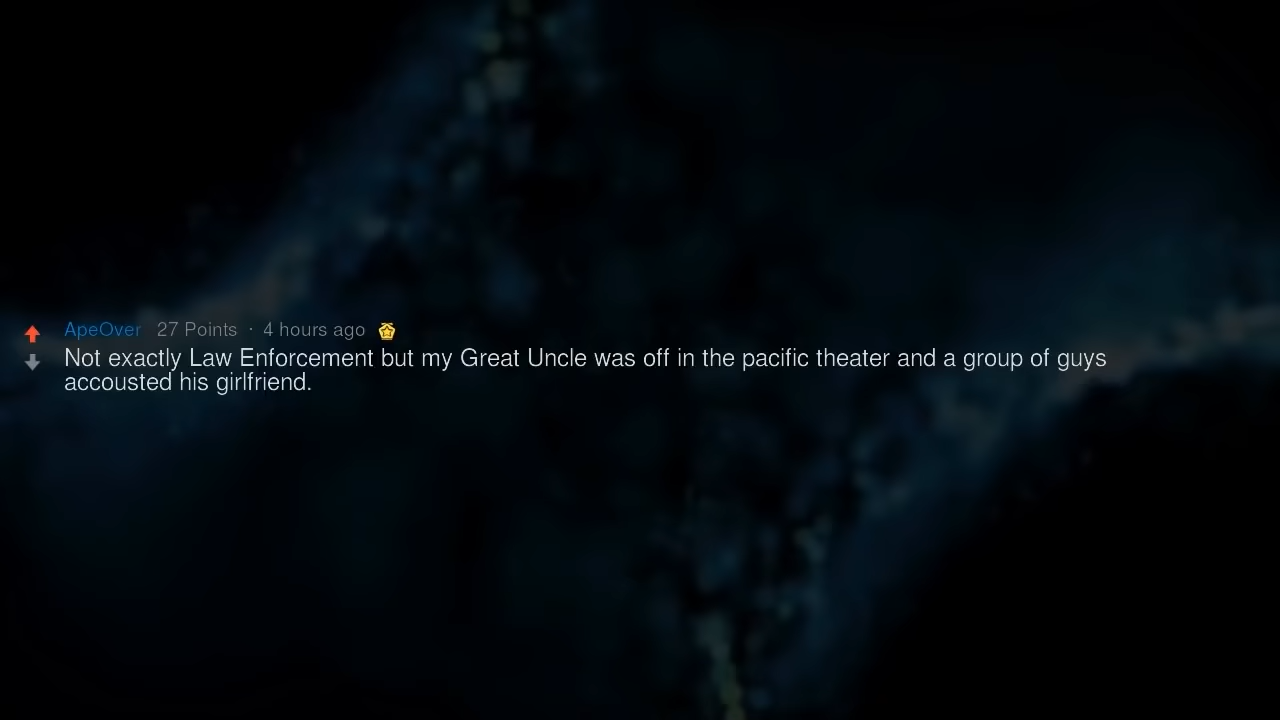 ApeOver 27 Points · 4 hours ago
Not exactly Law Enforcement but my Great Uncle was off in the pacific theater and a group of guys
accousted his girlfriend.